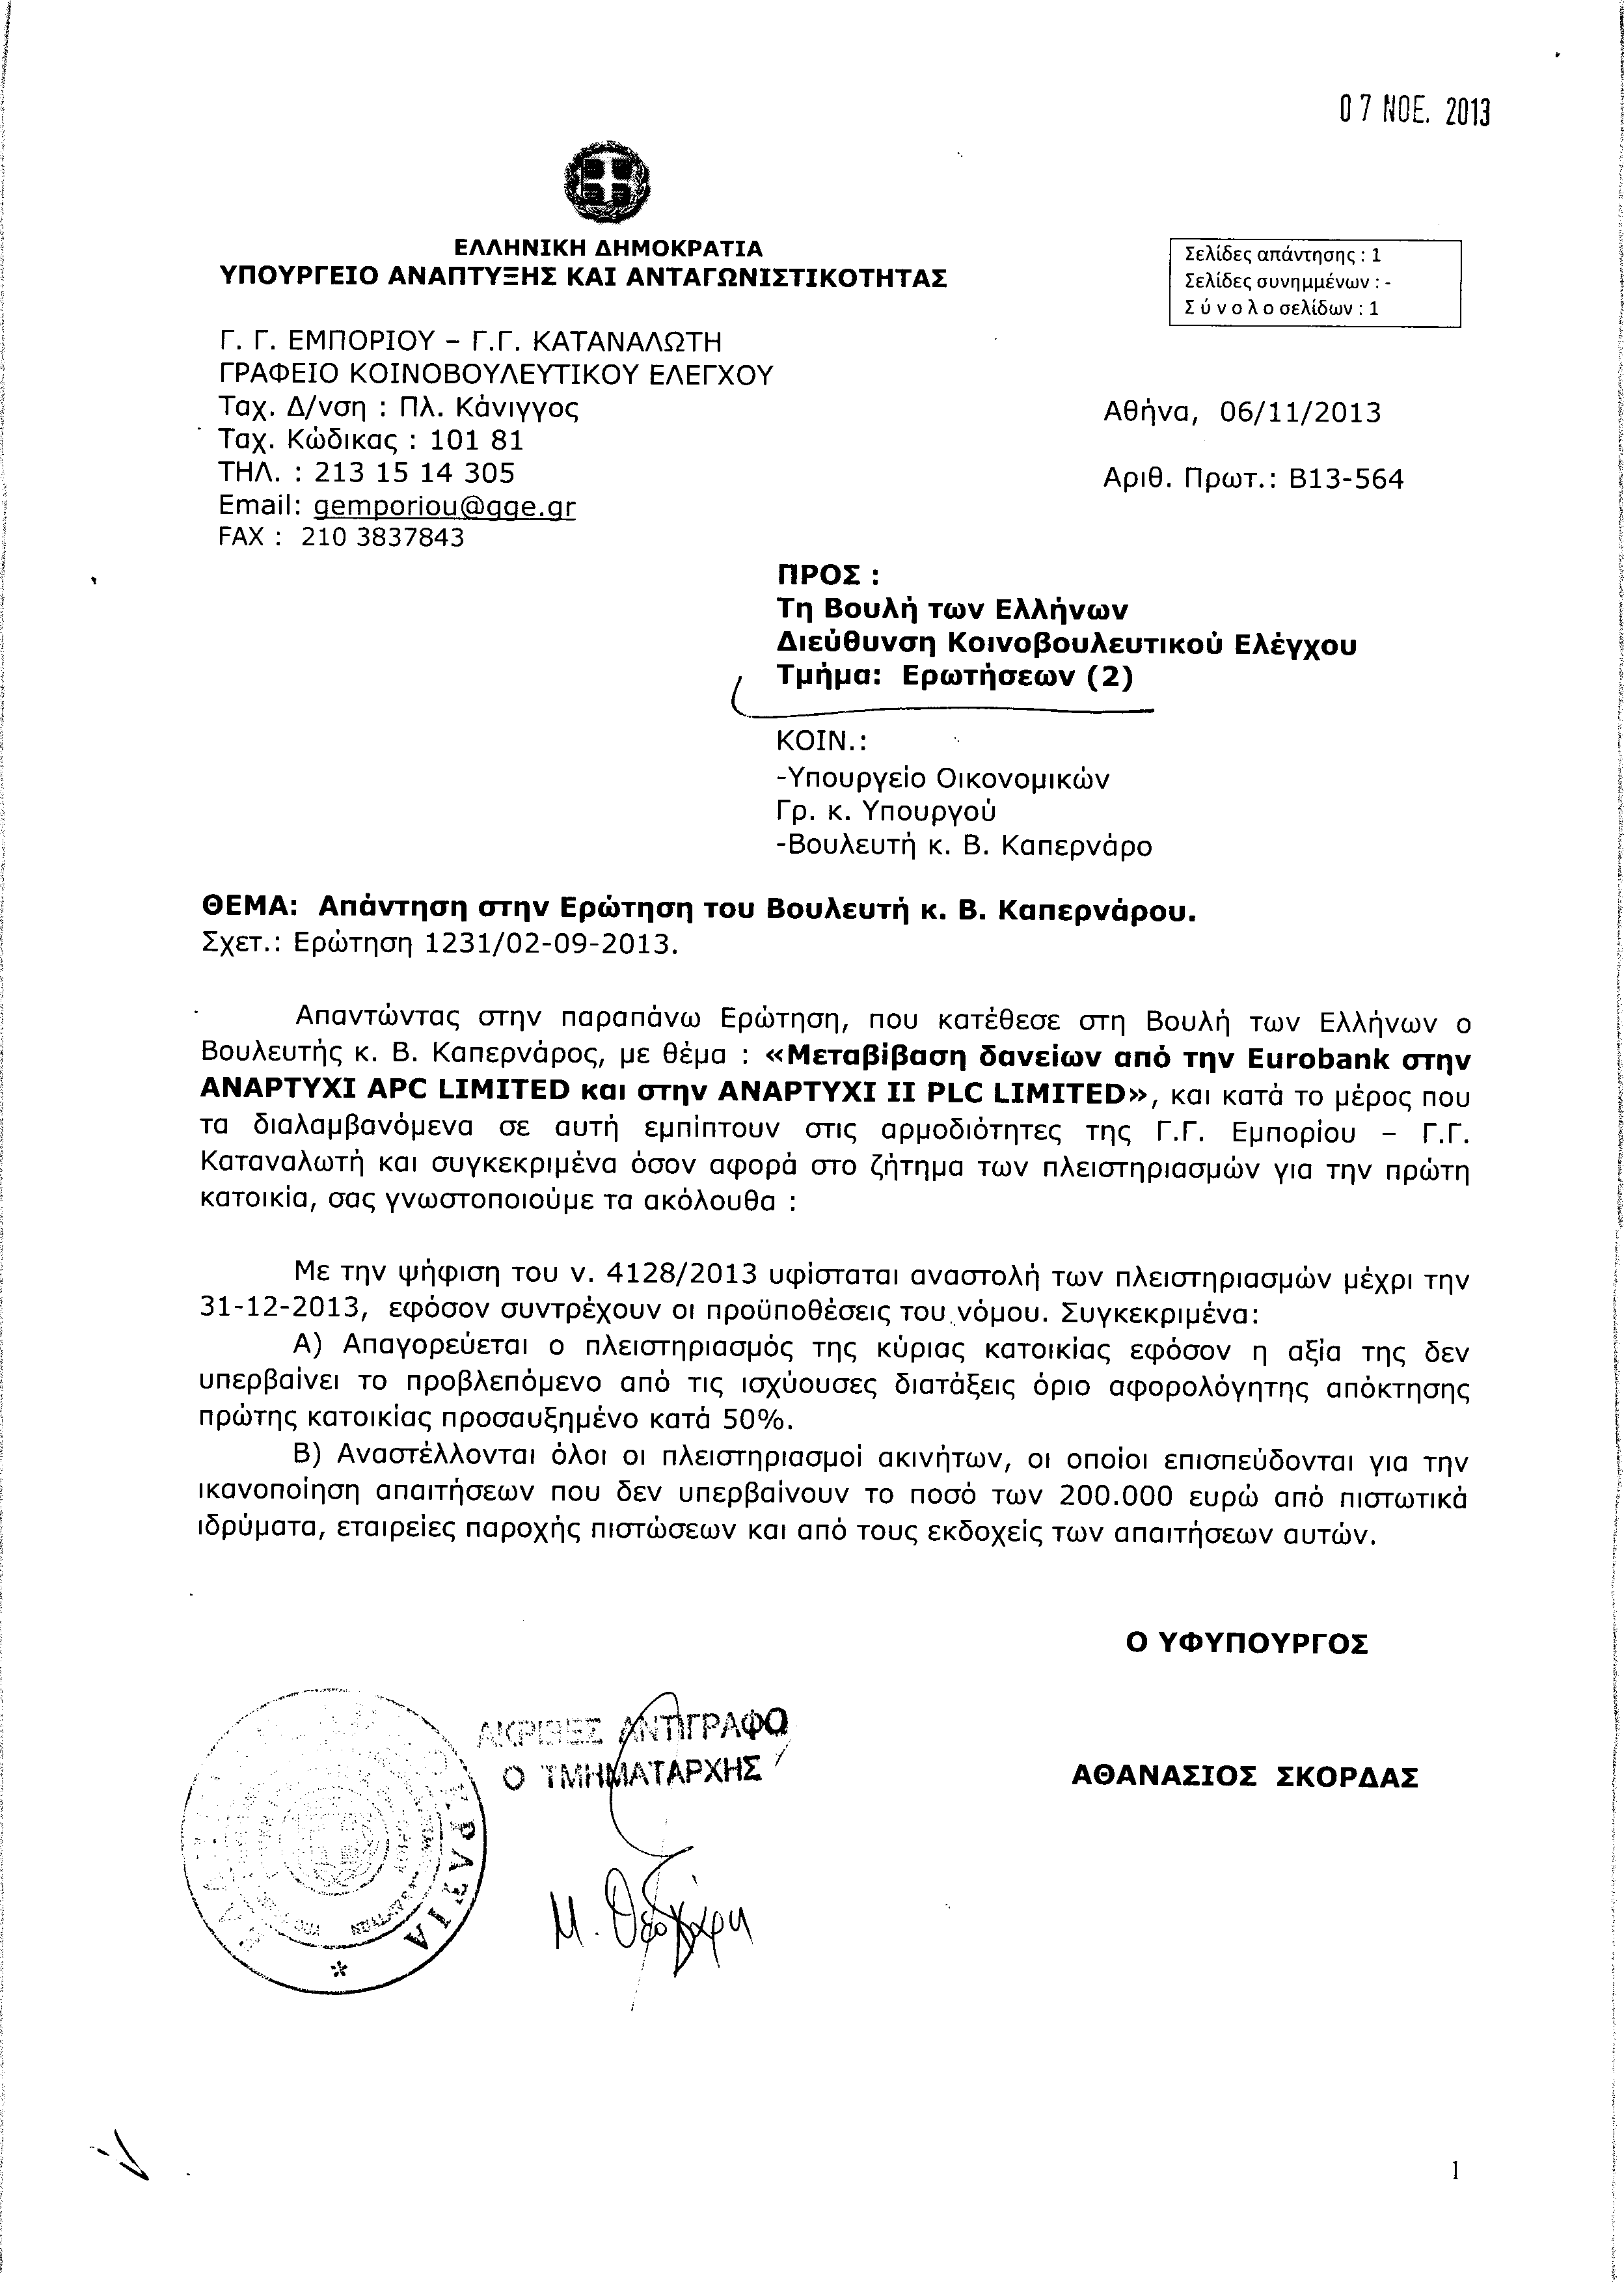 07 ΝΟΕ. 2013
ΕΛΛΗΝΙΚΗ ΔΗΜΟΚΡΑΤΙΑ
ΥΠΟΥΡΓΕΙΟ ΑΝΑΠΤΥΞΗΣ ΚΑΙ ΑΝΤΑΓΩΝΙΣΤΙΚΟΤΗΤΑΣ
Σελίδες απάντησης : 1
Σελίδες συνημμένων : -
Σ ύ ν ο λ ο σελίδων : 1
Γ. Γ. ΕΜΠΟΡΙΟΥ – Γ.Γ. ΚΑΤΑΝΑΛΩΤΗ
ΓΡΑΦΕΙΟ ΚΟΙΝΟΒΟΥΛΕΥΤΙΚΟΥ ΕΛΕΓΧΟΥ
Ταχ. Δ/νση : Πλ. Κάνιγγος
Ταχ. Κώδικας : 101 81
ΤΗΛ. : 213 15 14 305
Email: gemporiou@gge.gr
FAX : 210 3837843
Αθήνα, 06/11/2013
Αριθ. Πρωτ.: Β13-564
ΠΡΟΣ :
Τη Βουλή των Ελλήνων
Διεύθυνση Κοινοβουλευτικού Ελέγχου
Τμήμα: Ερωτήσεων (2)
ΚΟΙΝ.:
-Υπουργείο Οικονομικών
Γρ. κ. Υπουργού
-Βουλευτή κ. Β. Καπερνάρο
ΘΕΜΑ: Απάντηση στην Ερώτηση του Βουλευτή κ. Β. Καπερνάρου.
Σχετ.: Ερώτηση 1231/02-09-2013.
Απαντώντας στην παραπάνω Ερώτηση, που κατέθεσε στη Βουλή των Ελλήνων ο
Βουλευτής κ. Β. Καπερνάρος, με θέμα : «Μεταβίβαση δανείων από την Eurobank στην
ANAPTYXI APC LIMITED και στην ANAPTYXI II PLC LIMITED», και κατά το μέρος που
τα διαλαμβανόμενα σε αυτή εμπίπτουν στις αρμοδιότητες της Γ.Γ. Εμπορίου – Γ.Γ.
Καταναλωτή και συγκεκριμένα όσον αφορά στο ζήτημα των πλειστηριασμών για την πρώτη
κατοικία, σας γνωστοποιούμε τα ακόλουθα :
Με την ψήφιση του ν. 4128/2013 υφίσταται αναστολή των πλειστηριασμών μέχρι την
31-12-2013, εφόσον συντρέχουν οι προϋποθέσεις του νόμου. Συγκεκριμένα:
Α) Απαγορεύεται ο πλειστηριασμός της κύριας κατοικίας εφόσον η αξία της δεν
υπερβαίνει το προβλεπόμενο από τις ισχύουσες διατάξεις όριο αφορολόγητης απόκτησης
πρώτης κατοικίας προσαυξημένο κατά 50%.
Β) Αναστέλλονται όλοι οι πλειστηριασμοί ακινήτων, οι οποίοι επισπεύδονται για την
ικανοποίηση απαιτήσεων που δεν υπερβαίνουν το ποσό των 200.000 ευρώ από πιστωτικά
ιδρύματα, εταιρείες παροχής πιστώσεων και από τους εκδοχείς των απαιτήσεων αυτών.
Ο ΥΦΥΠΟΥΡΓΟΣ
ΑΚΡΙΒΕΣ ΑΝΤΙΓΡΑΦΟ
Ο ΤΜΗΜΑΤΑΡΧΗΣ
ΑΘΑΝΑΣΙΟΣ ΣΚΟΡΔΑΣ
1